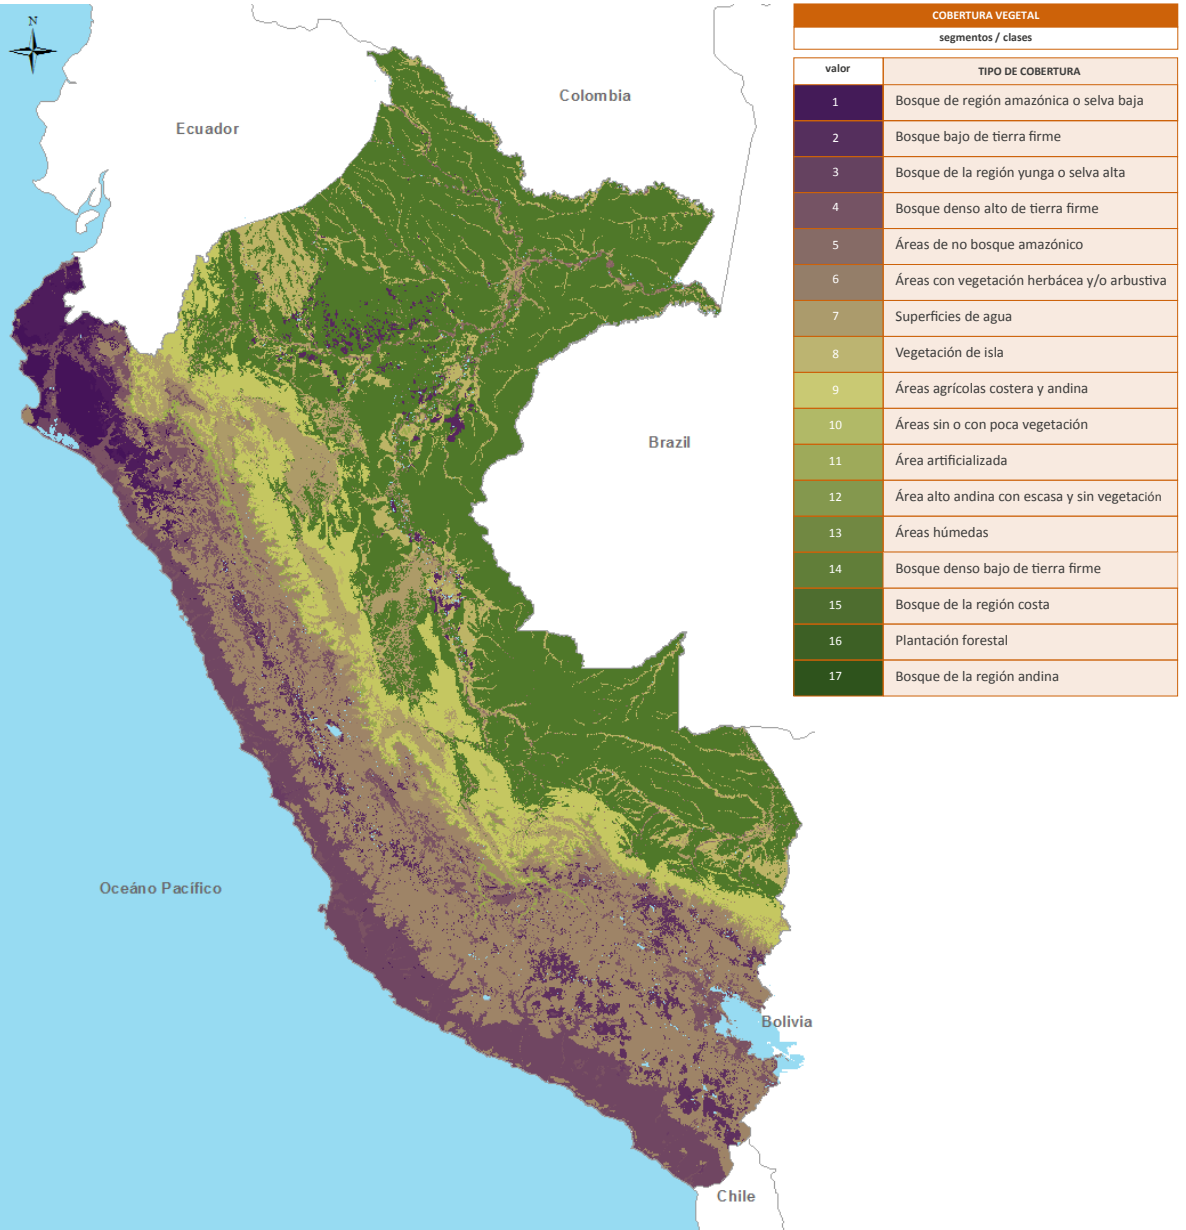 N
Ecuador
Colombia
Brazil
Oceáno Pacífico
Bolivia
Chile
COBERTURA VEGETAL
segmentos / clases
valor TIPO DE COBERTURA
1 Bosque de región amazónica o selva baja
2 Bosque bajo de tierra firme
3 Bosque de la región yunga o selva alta
4 Bosque denso alto de tierra firme
5 Áreas de no bosque amazónico
6 Áreas con vegetación herbácea y/o arbustiva
7 Superficies de agua
8 Vegetación de isla
9 Áreas agrícolas costera y andina
10 Áreas sin o con poca vegetación
11 Área artificializada
12 Área alto andina con escasa y sin vegetación
13 Áreas húmedas
14 Bosque denso bajo de tierra firme
15 Bosque de la región costa
16 Plantación forestal
17 Bosque de la región andina